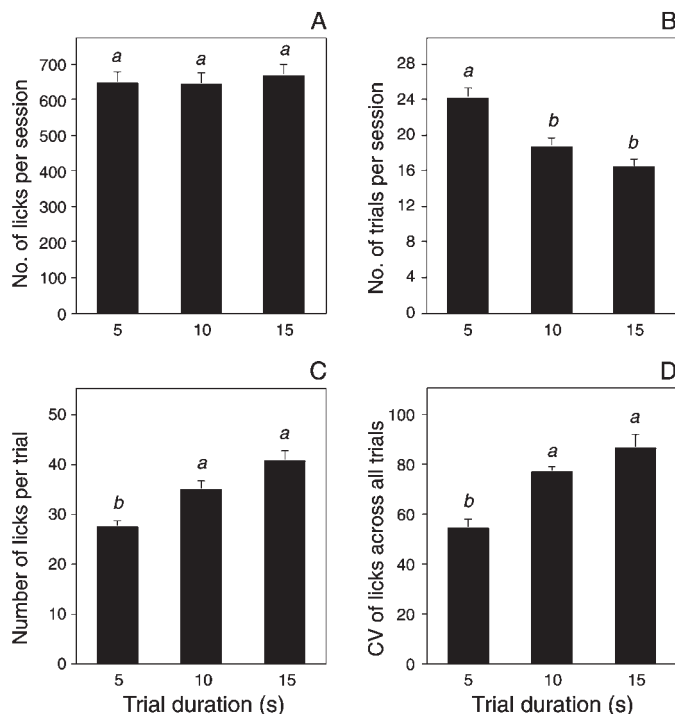 A
No. of licks per session
700
600
500
400
300
200
100
0
a
a
a
5
10
15
B
No. of trials per session
28
24
20
16
12
8
4
0
a
b
b
5
10
15
C
Number of licks per trial
50
40
30
20
10
0
b
a
a
5
10
15
Trial duration (s)
D
CV of licks across all trials
100
80
60
40
20
0
b
a
a
5
10
15
Trial duration (s)